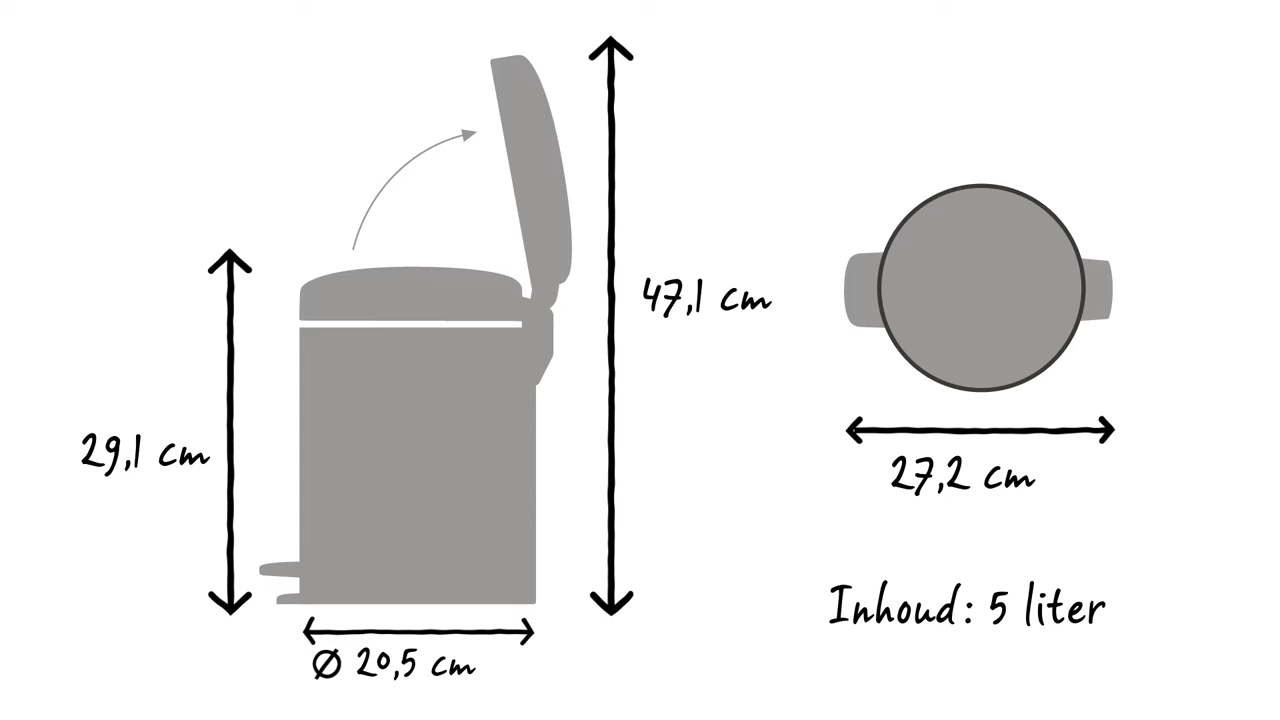 47,1 cm
29,1 cm
27,2 cm
Inhoud: 5 liter
Ø 20,5 cm